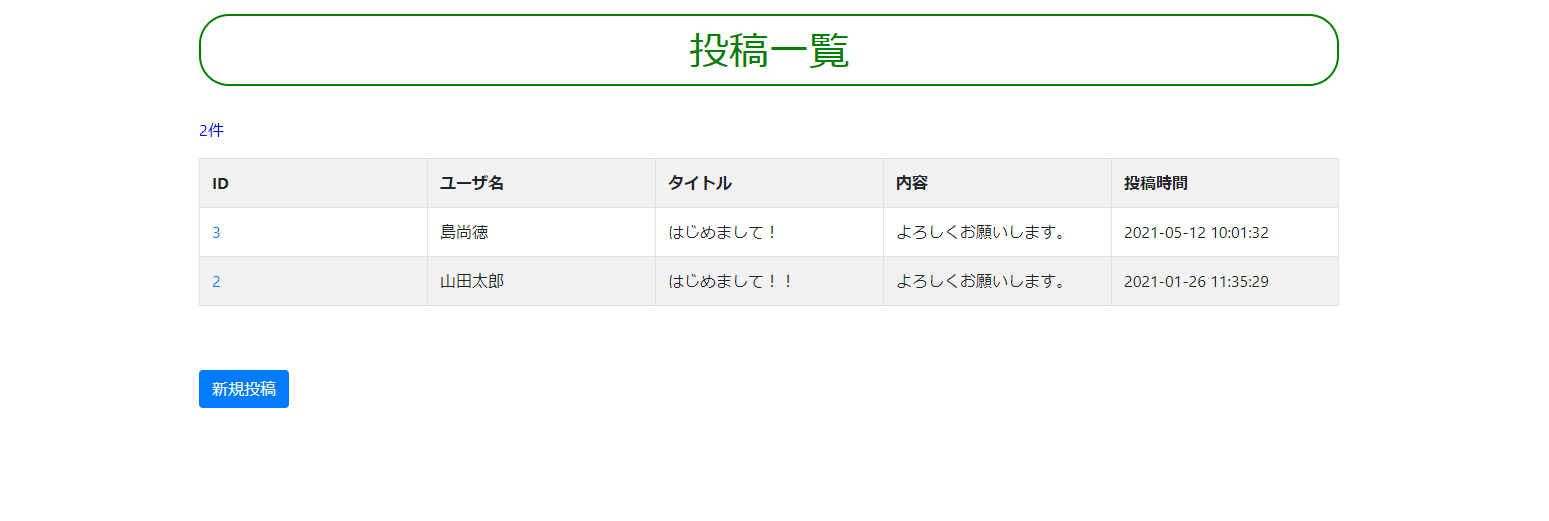 投稿一覧
2件
ID ユーザ名 タイトル 内容 投稿時間
3 島尚徳 はじめまして！ よろしくお願いします。 2021-05-12 10:01:32
2 山田太郎 はじめまして！！ よろしくお願いします。 2021-01-26 11:35:29
新規投稿